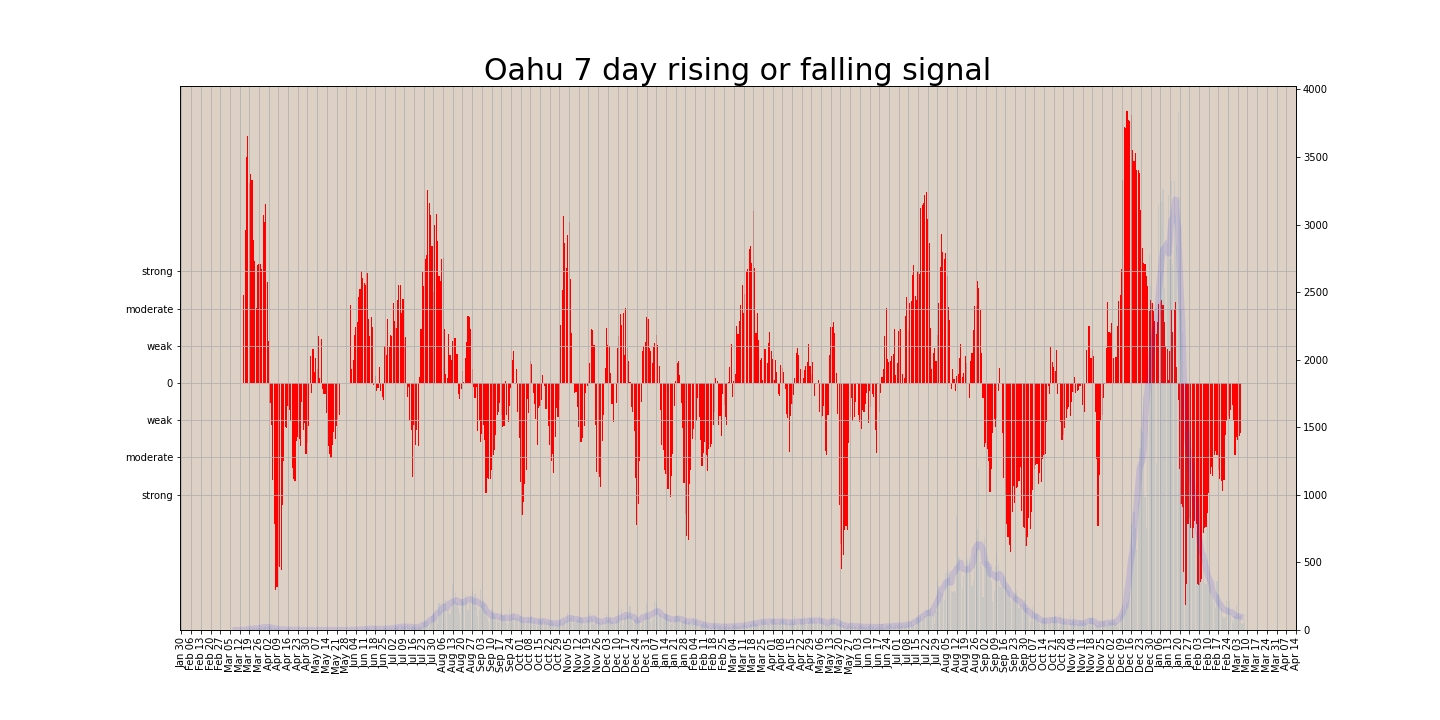 Oahu 7 day rising or falling signal
strong
moderate
weak
0
weak
moderate
strong
4000
3500
3000
2500
2000
1500
1000
500
0
Jan 30
Feb 06
Feb 13
Feb 20
Feb 27
Mar 05
Mar 12
Mar 19
Mar 26
Apr 02
Apr 09
Apr 16
Apr 23
Apr 30
May 07
May 14
May 21
May 28
Jun 04
Jun 11
Jun 18
Jun 25
Jul 02
Jul 09
Jul 16
Jul 23
Jul 30
Aug 06
Aug 13
Aug 20
Aug 27
Sep 03
Sep 10
Sep 17
Sep 24
Oct 01
Oct 08
Oct 15
Oct 22
Oct 29
Nov 05
Nov 12
Nov 19
Nov 26
Dec 03
Dec 10
Dec 17
Dec 24
Dec 31
Jan 07
Jan 14
Jan 21
Jan 28
Feb 04
Feb 11
Feb 18
Feb 25
Mar 04
Mar 11
Mar 18
Mar 25
Apr 01
Apr 08
Apr 15
Apr 22
Apr 29
May 06
May 13
May 20
May 27
Jun 03
Jun 10
Jun 17
Jun 24
Jul 01
Jul 08
Jul 15
Jul 22
Jul 29
Aug 05
Aug 12
Aug 19
Aug 26
Sep 02
Sep 09
Sep 16
Sep 23
Sep 30
Oct 07
Oct 14
Oct 21
Oct 28
Nov 04
Nov 11
Nov 18
Nov 25
Dec 02
Dec 09
Dec 16
Dec 23
Dec 30
Jan 06
Jan 13
Jan 20
Jan 27
Feb 03
Feb 10
Feb 17
Feb 24
Mar 03
Mar 10
Mar 17
Mar 24
Mar 31
Apr 07
Apr 14